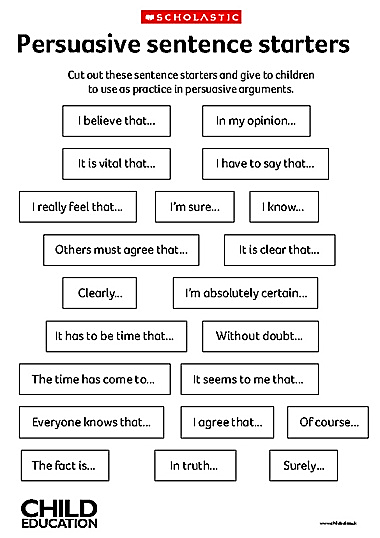 SCHOLASTIC
Persuasive sentence starters
Cut out these sentence starters and give to children
to use as practice in persuasive arguments.
I believe that... In my opinion...
It is vital that... I have to say that...
I really feel that... I'm sure... I know...
Others must agree that... It is clear that...
Clearly... I'm absolutely certain...
It has to be time that... Without doubt...
The time has come to... It seems to me that...
Everyone knows that... I agree that... Of course...
The fact is... In truth... Surely...
CHILD
EDUCATION